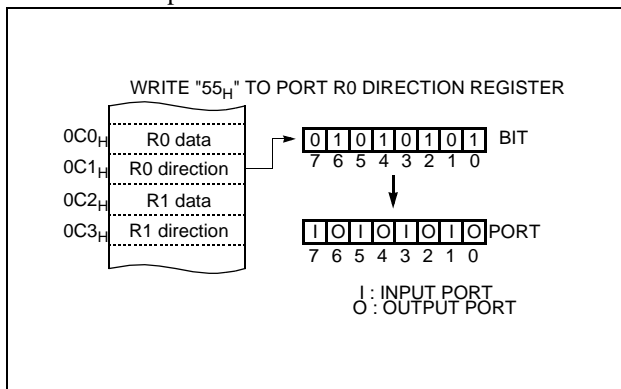 WRITE "55H" TO PORT R0 DIRECTION REGISTER
0C0H R0 data
0C1H R0 direction
0C2H R1 data
0C3H R1 direction
0 1 0 1 0 1 0 1 BIT
7 6 5 4 3 2 1 0
I O I O I O I O PORT
7 6 5 4 3 2 1 0
I : INPUT PORT
O : OUTPUT PORT